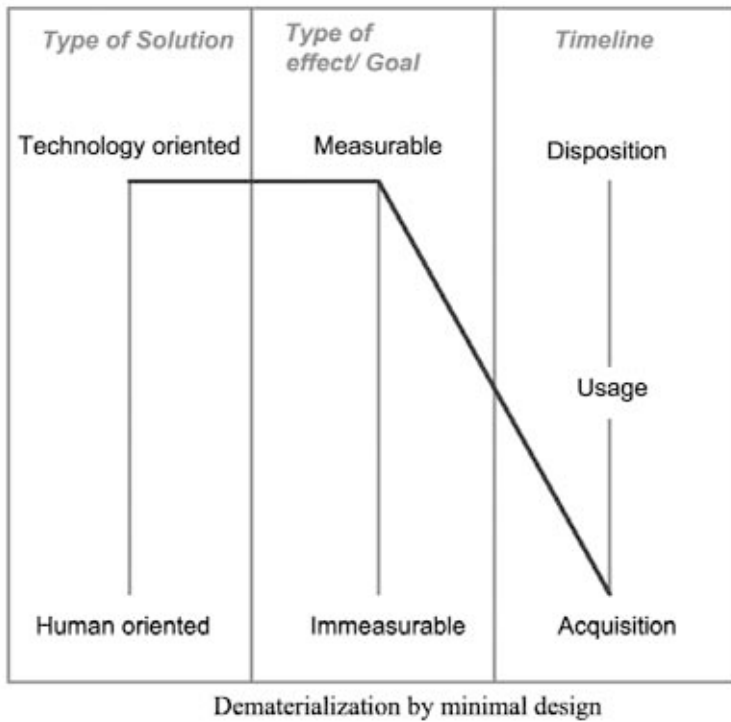 Type of Solution
Type of
effect/ Goal
Timeline
Technology oriented
Measurable
Disposition
Usage
Human oriented
Immeasurable
Acquisition
Dematerialization by minimal design